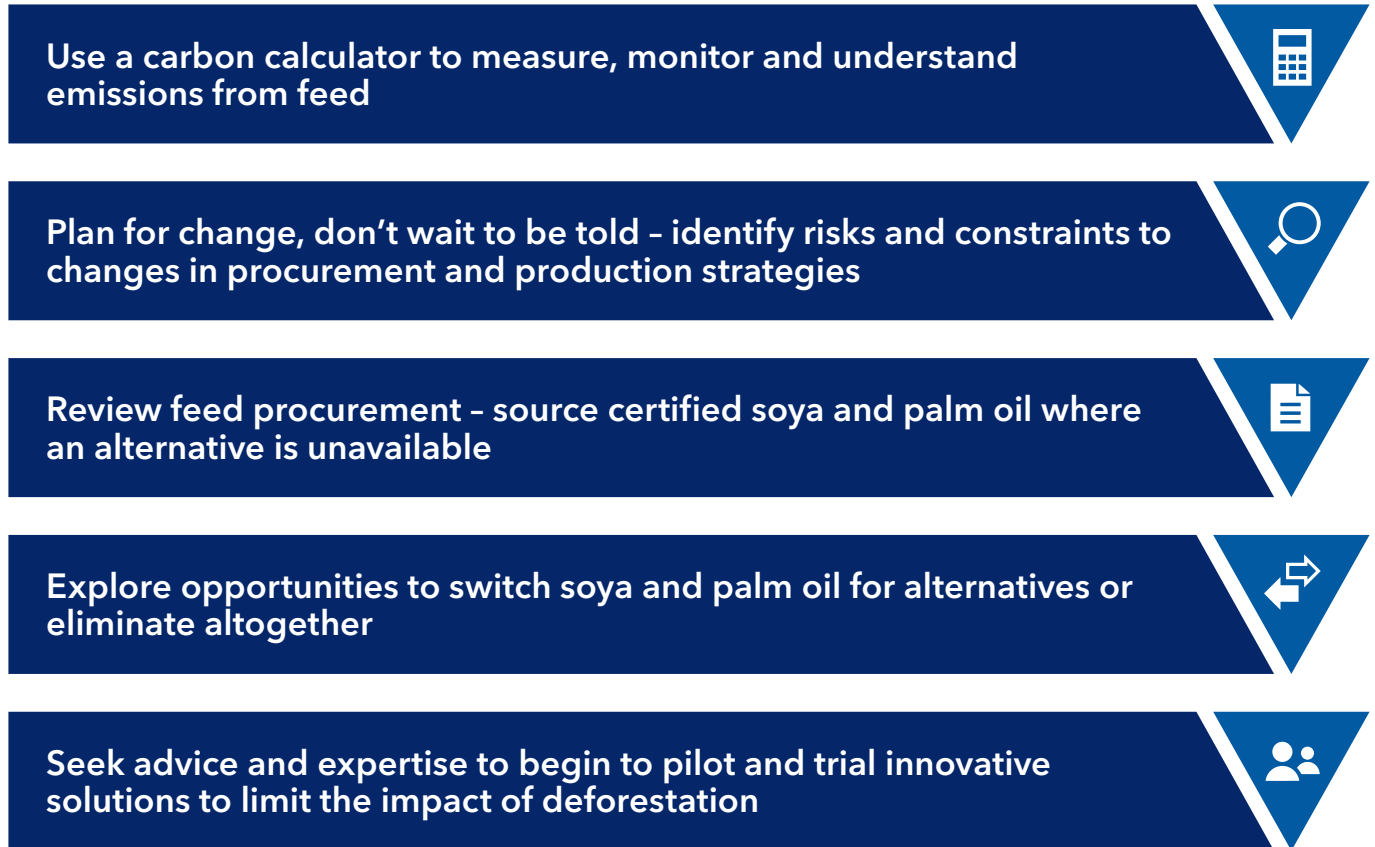 Use a carbon calculator to measure, monitor and understand
emissions from feed
Plan for change, don’t wait to be told – identify risks and constraints to
changes in procurement and production strategies
Review feed procurement – source certified soya and palm oil where
an alternative is unavailable
Explore opportunities to switch soya and palm oil for alternatives or
eliminate altogether
Seek advice and expertise to begin to pilot and trial innovative
solutions to limit the impact of deforestation